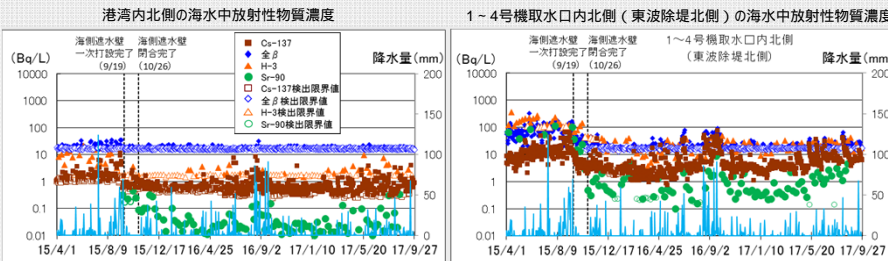 港湾内北側の海水中放射性物質濃度
海側遮水壁
一次打設完了
(9/19)
海側遮水壁
閉合完了
(10/26)
(Bq/L)
降水量(mm)
Cs-137
全β
H-3
Sr-90
Cs-137検出限界値
全β検出限界値
H-3検出限界値
Sr-90検出限界値
10000
1000
100
10
1
0.1
0.01
200
150
100
50
0
15/4/1 15/8/9 15/12/17 16/4/25 16/9/2 17/1/10 17/5/20 17/9/27
1~4号機取水口内北側(東波除堤北側)の海水中放射性物質濃度
海側遮水壁
一次打設完了
(9/19)
海側遮水壁
閉合完了
(10/26)
1~4号機取水口内北側
(東波除堤北側)
(Bq/L)
降水量(mm)
10000
1000
100
10
1
0.1
0.01
200
150
100
50
0
15/4/1 15/8/9 15/12/17 16/4/25 16/9/2 17/1/10 17/5/20 17/9/27